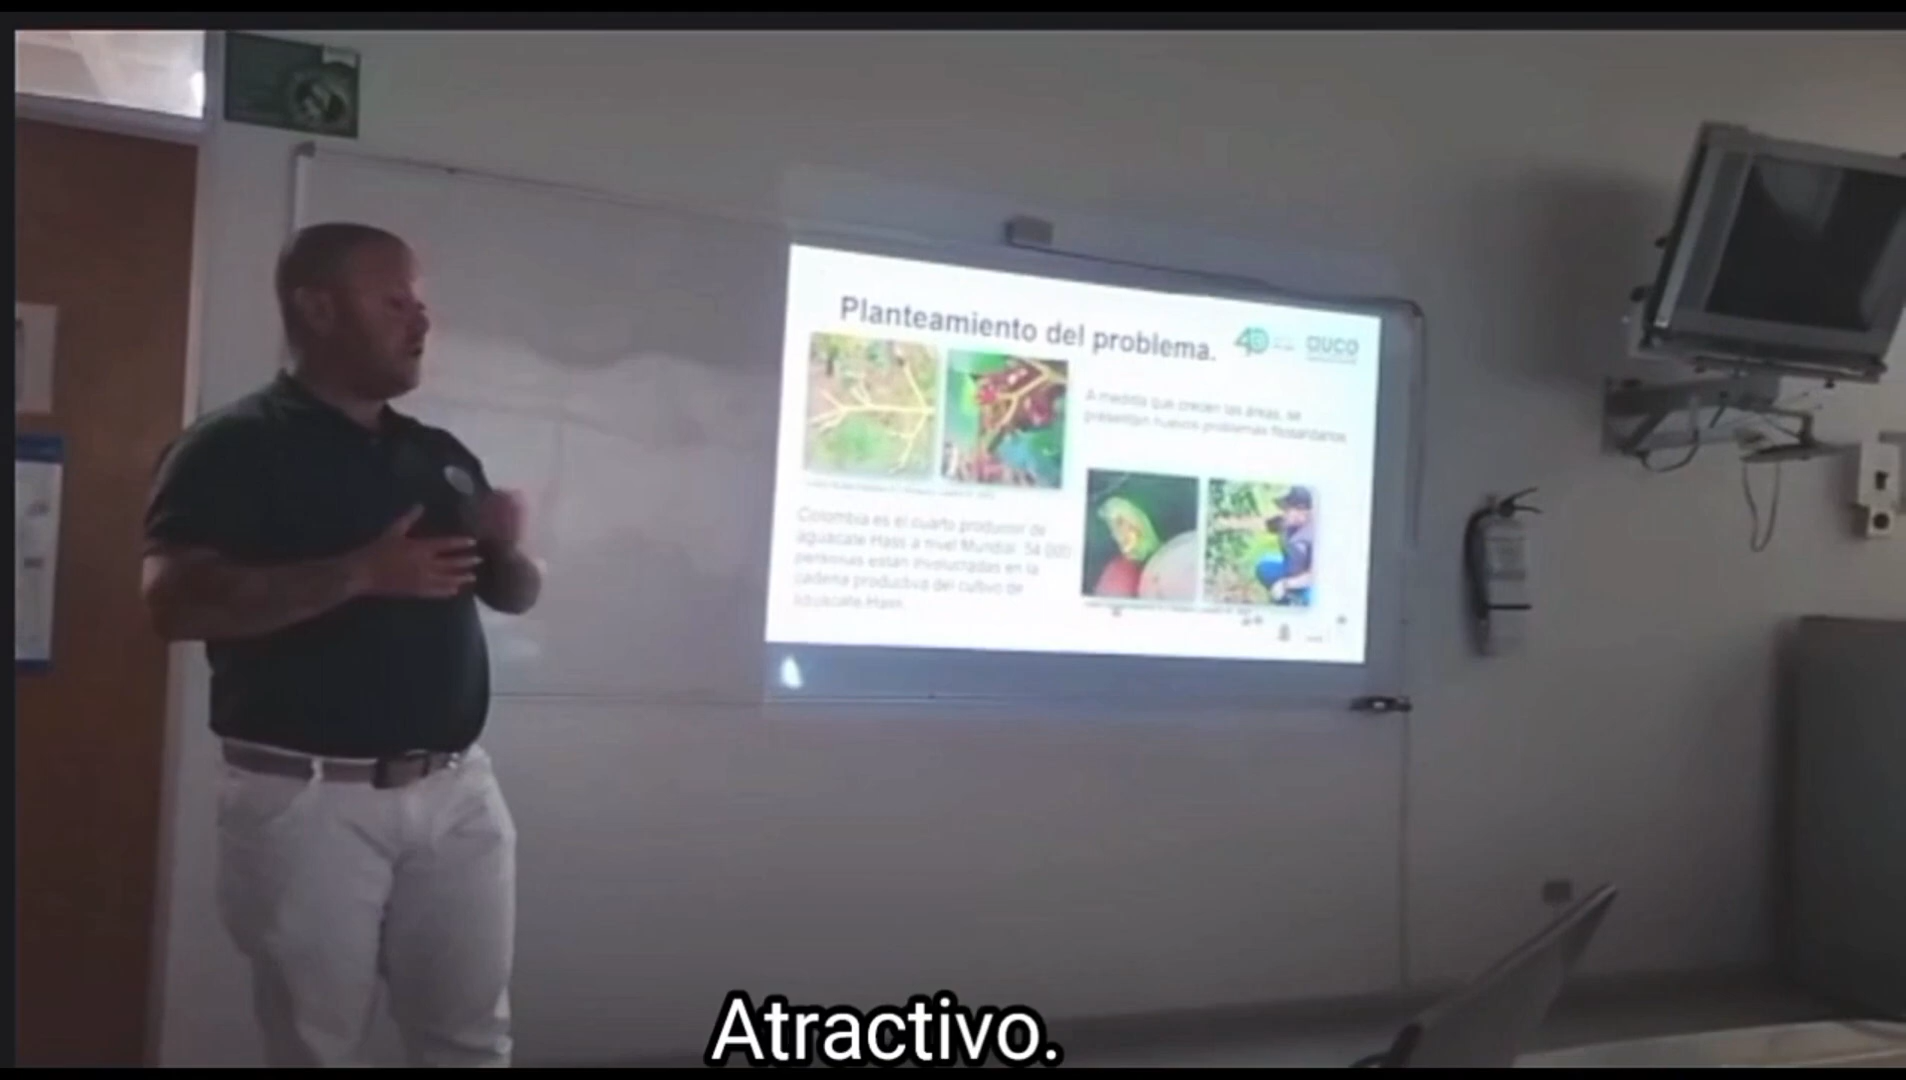 Planteamiento del problema.
40
UCO
A medida que crecen las áreas, se
presentan nuevos problemas fitosanitarios
Colombia es el cuarto productor de
aguacate Hass a nivel Mundial. 54.000
personas están involucradas en la
cadena productiva del cultivo de
aguacate Hass.
Atractivo.